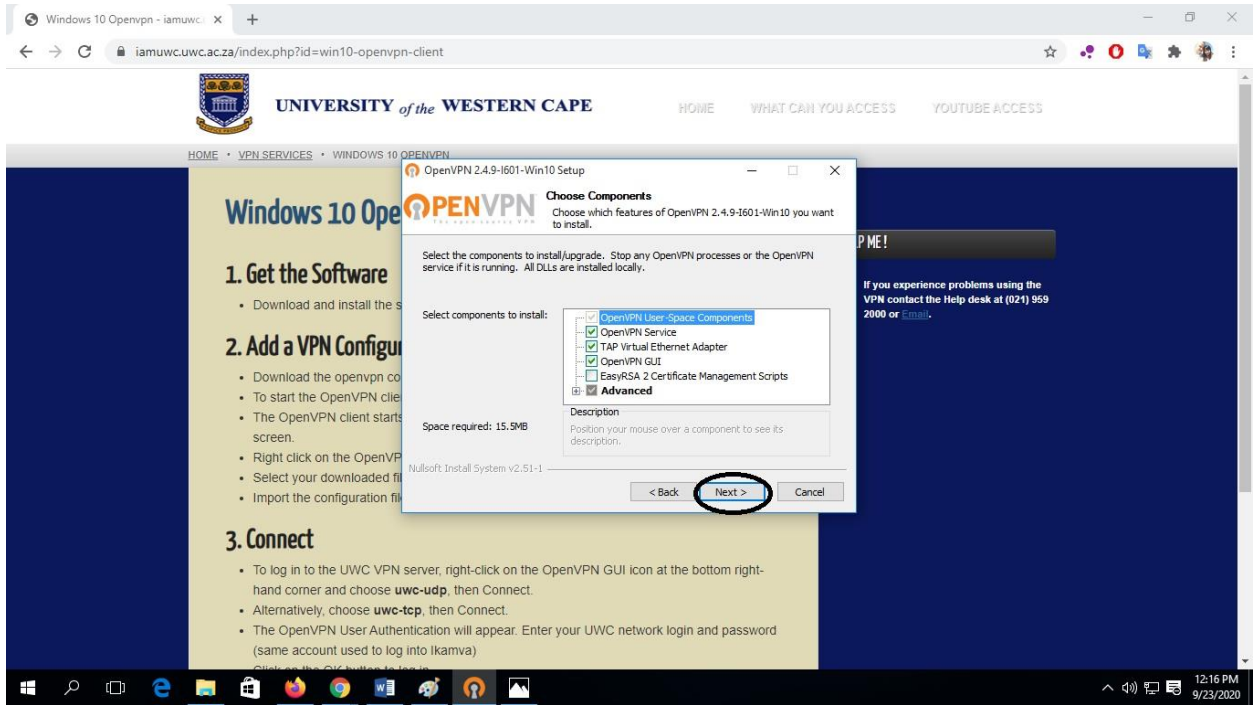 Windows 10 Openvpn - iamuwc.
iamuwc.uwc.ac.za/index.php?id=win10-openvpn-client
UNIVERSITY of the WESTERN CAPE
HOME WHAT CAN YOU ACCESS YOUTUBE ACCESS
HOME • VPN SERVICES • WINDOWS 10 OPENVPN
Windows 10 Ope
1. Get the Software
• Download and install the s
2. Add a VPN Configu
• Download the openvpn co
• To start the OpenVPN clie
• The OpenVPN client starts
screen.
• Right click on the OpenVP
• Select your downloaded fil
• Import the configuration fil
3. Connect
• To log in to the UWC VPN server, right-click on the OpenVPN GUI icon at the bottom right-
hand corner and choose uwc-udp, then Connect.
• Alternatively, choose uwc-tcp, then Connect.
• The OpenVPN User Authentication will appear. Enter your UWC network login and password
(same account used to log into Ikamva)
Click on the OK button to log in
OpenVPN 2.4.9-I601-Win10 Setup
OPENVPN
Choose Components
Choose which features of OpenVPN 2.4.9-I601-Win10 you want
to install.
Select the components to install/upgrade. Stop any OpenVPN processes or the OpenVPN
service if it is running. All DLLs are installed locally.
Select components to install:
OpenVPN User-Space Components
OpenVPN Service
TAP Virtual Ethernet Adapter
OpenVPN GUI
EasyRSA 2 Certificate Management Scripts
Advanced
Space required: 15.5MB
Description
Position your mouse over a component to see its
description.
Nullsoft Install System v2.51-1
< Back Next > Cancel
P ME!
If you experience problems using the
VPN contact the Help desk at (021) 959
2000 or Email.
12:16 PM
9/23/2020